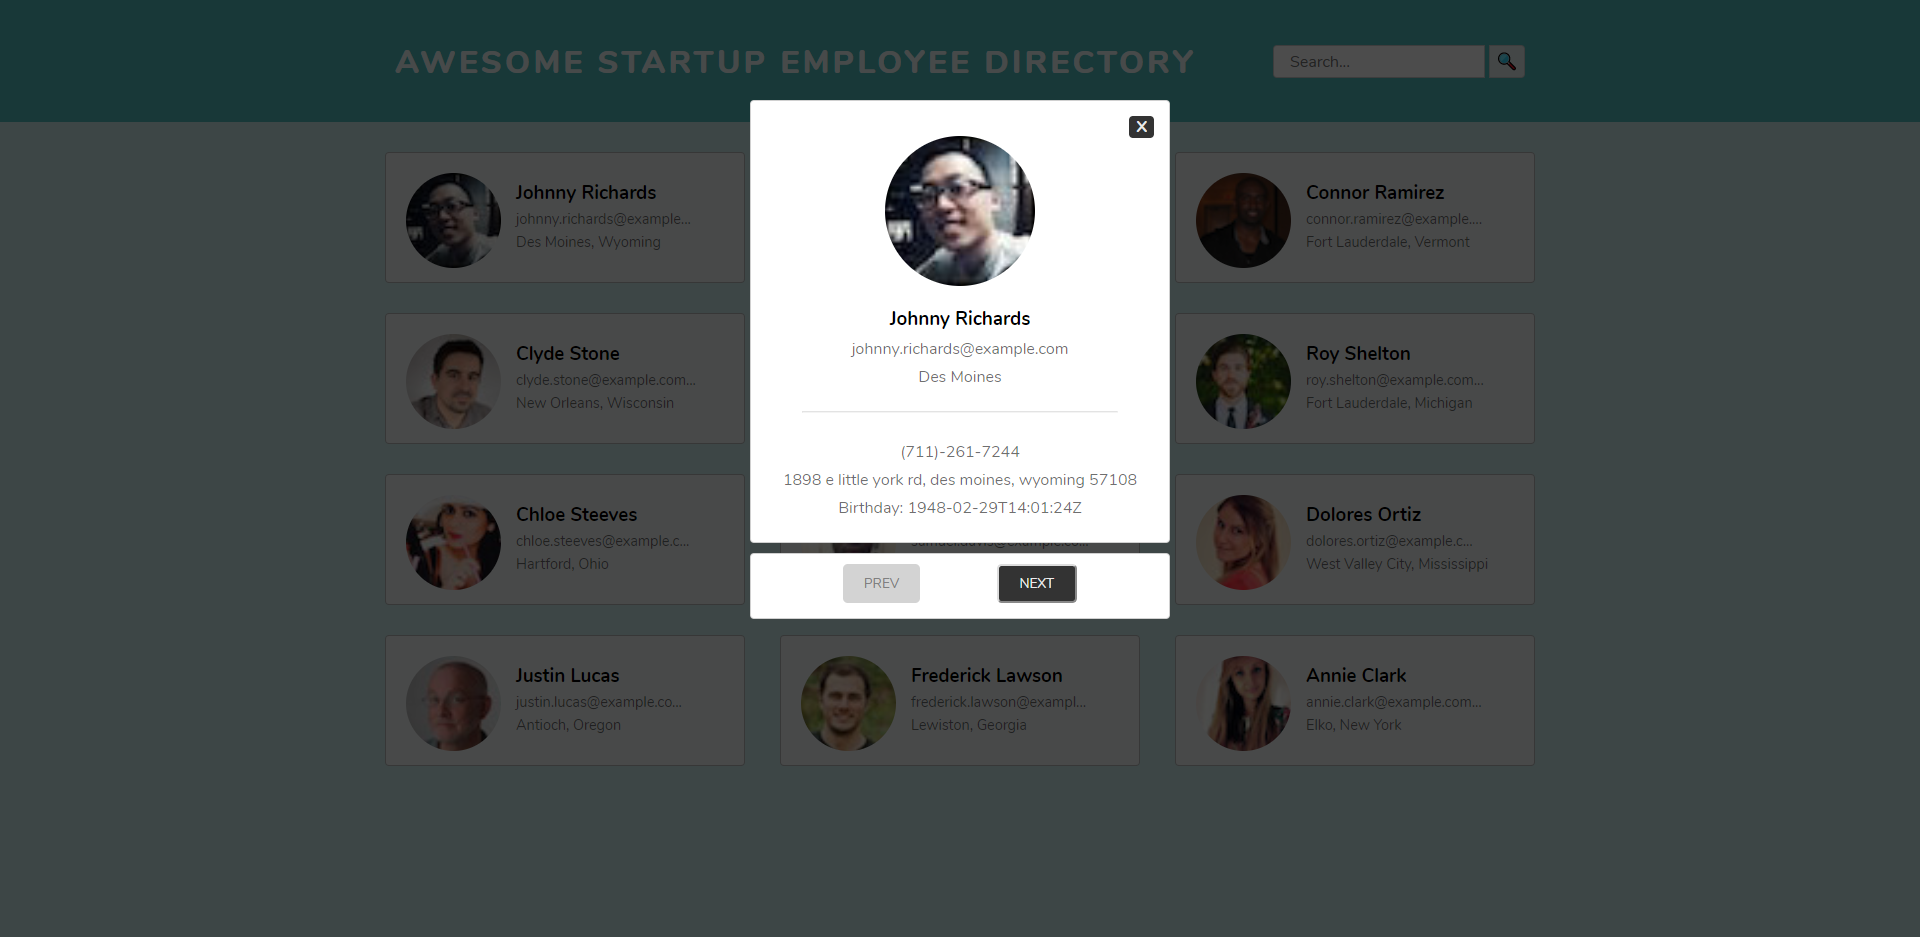 AWESOME STARTUP EMPLOYEE DIRECTORY
Search...
X
Johnny Richards
johnny.richards@example...
Des Moines, Wyoming
Johnny Richards
johnny.richards@example.com
Des Moines
(711)-261-7244
1898 e little york rd, des moines, wyoming 57108
Birthday: 1948-02-29T14:01:24Z
PREV
NEXT
Connor Ramirez
connor.ramirez@example....
Fort Lauderdale, Vermont
Clyde Stone
clyde.stone@example.com...
New Orleans, Wisconsin
Roy Shelton
roy.shelton@example.com...
Fort Lauderdale, Michigan
Chloe Steeves
chloe.steeves@example.c...
Hartford, Ohio
Dolores Ortiz
dolores.ortiz@example.c...
West Valley City, Mississippi
Justin Lucas
justin.lucas@example.co...
Antioch, Oregon
Frederick Lawson
frederick.lawson@exampl...
Lewiston, Georgia
Annie Clark
annie.clark@example.com...
Elko, New York